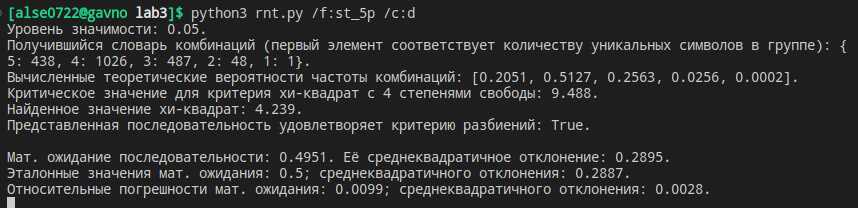 [alse0722@gavno lab3]$ python3 rnt.py /f:st_5p /c:d
Уровень значимости: 0.05.
Получившийся словарь комбинаций (первый элемент соответствует количеству уникальных символов в группе): {
5: 438, 4: 1026, 3: 487, 2: 48, 1: 1}.
Вычисленные теоретические вероятности частоты комбинаций: [0.2051, 0.5127, 0.2563, 0.0256, 0.0002].
Критическое значение для критерия хи-квадрат с 4 степенями свободы: 9.488.
Найденное значение хи-квадрат: 4.239.
Представленная последовательность удовлетворяет критерию разбиений: True.
Мат. ожидание последовательности: 0.4951. Её среднеквадратичное отклонение: 0.2895.
Эталонные значения мат. ожидания: 0.5; среднеквадратичного отклонения: 0.2887.
Относительные погрешности мат. ожидания: 0.0099; среднеквадратичного отклонения: 0.0028.